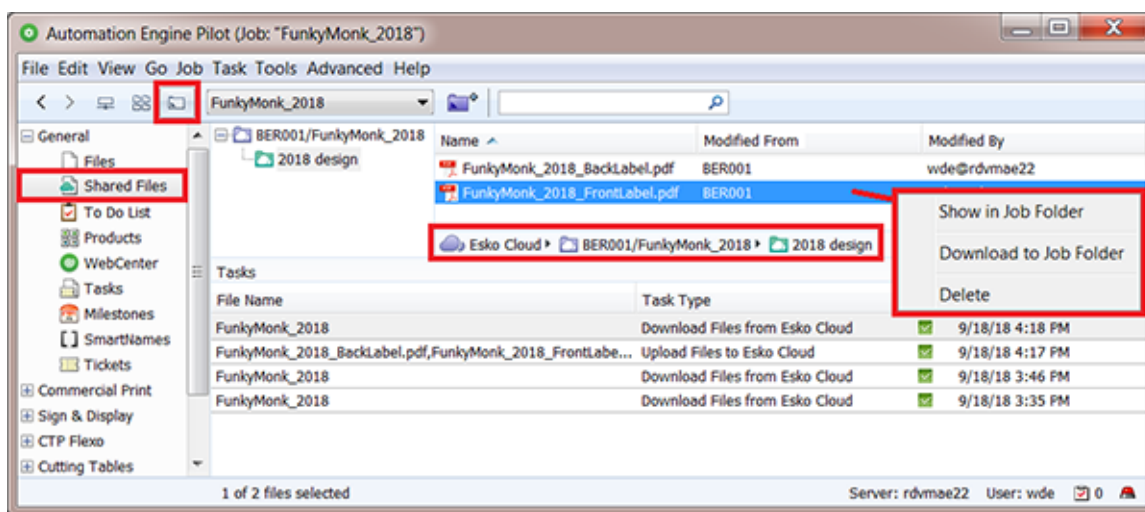 Automation Engine Pilot (Job: "FunkyMonk_2018")
File Edit View Go Job Task Tools Advanced Help
FunkyMonk_2018
General
Files
Shared Files
To Do List
Products
WebCenter
Tasks
Milestones
[ ] SmartNames
Tickets
Commercial Print
Sign & Display
CTP Flexo
Cutting Tables
BER001/FunkyMonk_2018
2018 design
Name Modified From Modified By
FunkyMonk_2018_BackLabel.pdf BER001 wde@rdvmae22
FunkyMonk_2018_FrontLabel.pdf BER001
Show in Job Folder
Download to Job Folder
Delete
Esko Cloud BER001/FunkyMonk_2018 2018 design
Tasks
File Name Task Type
FunkyMonk_2018 Download Files from Esko Cloud 9/18/18 4:18 PM
FunkyMonk_2018_BackLabel.pdf,FunkyMonk_2018_FrontLabe... Upload Files to Esko Cloud 9/18/18 4:17 PM
FunkyMonk_2018 Download Files from Esko Cloud 9/18/18 3:46 PM
FunkyMonk_2018 Download Files from Esko Cloud 9/18/18 3:35 PM
1 of 2 files selected Server: rdvmae22 User: wde 0